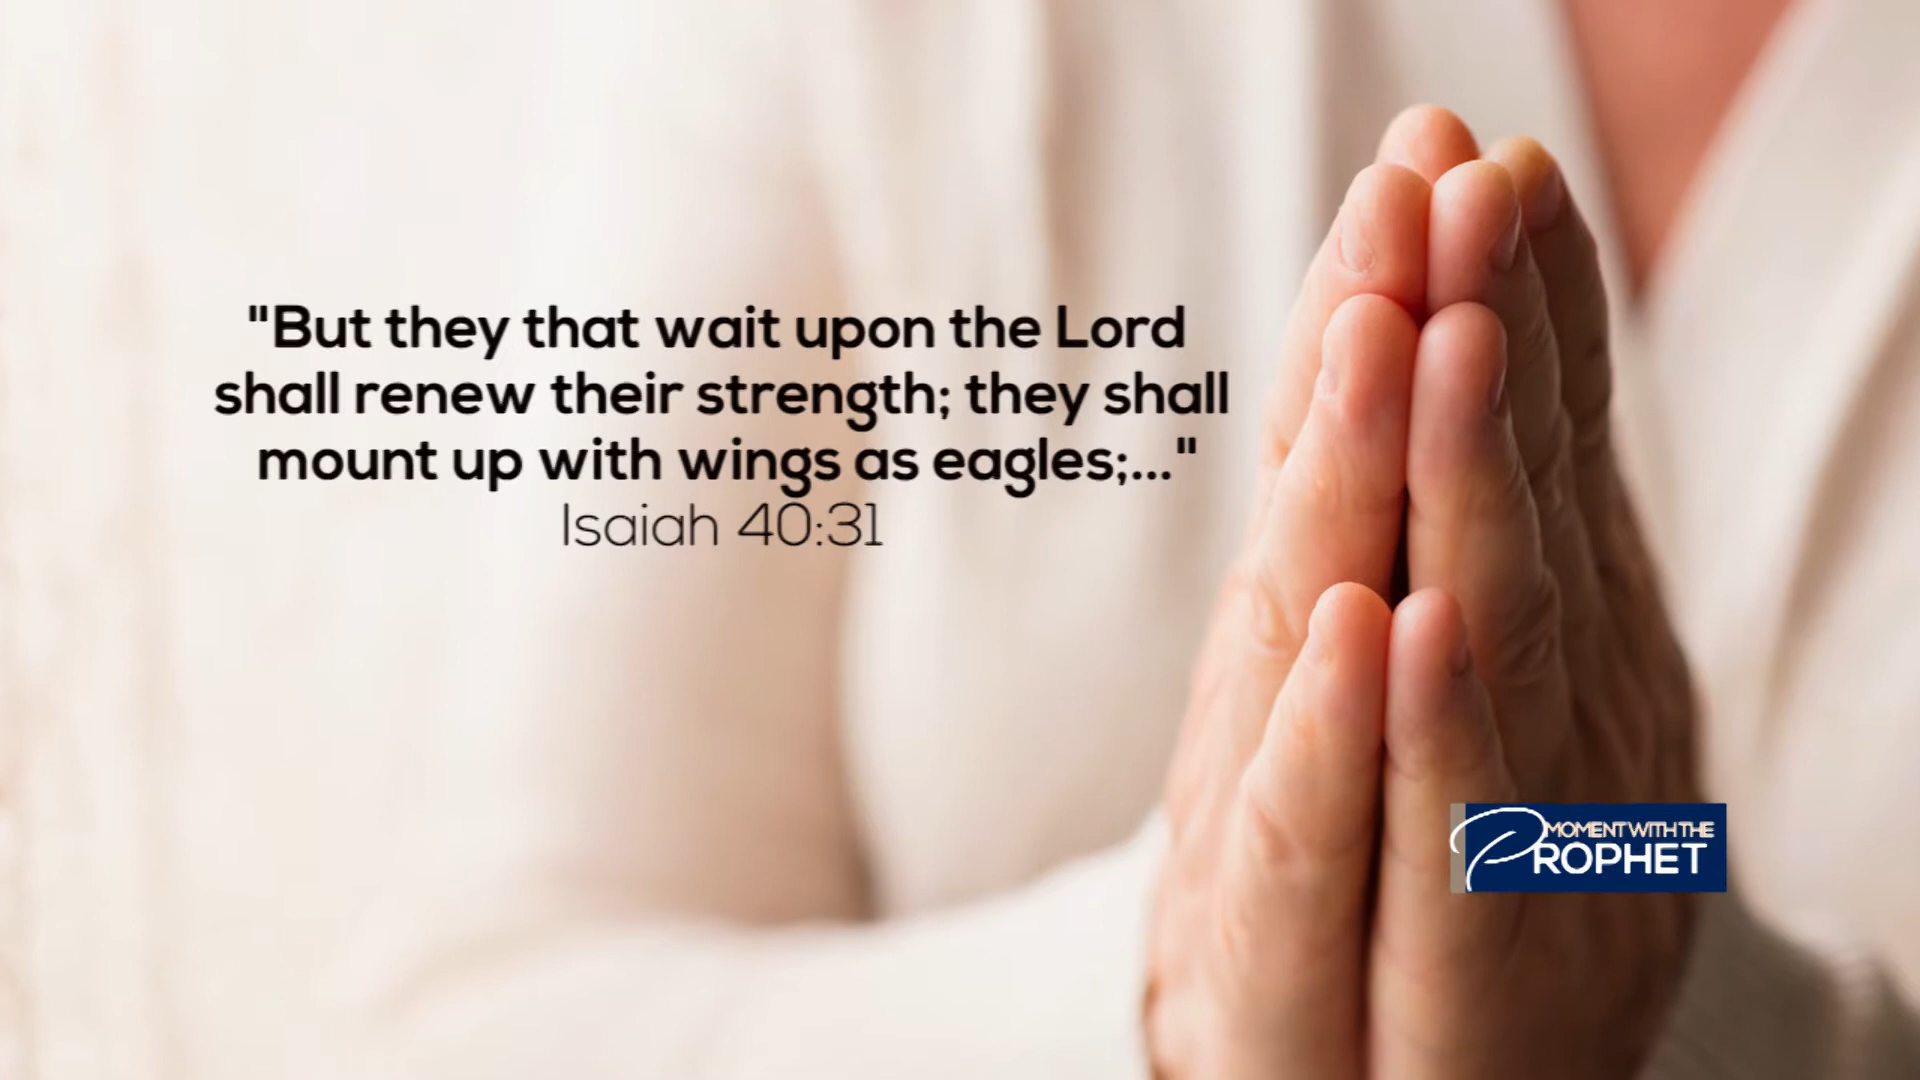 "But they that wait upon the Lord
shall renew their strength; they shall
mount up with wings as eagles;..."
Isaiah 40:31
MOMENT WITH THE
PROPHET